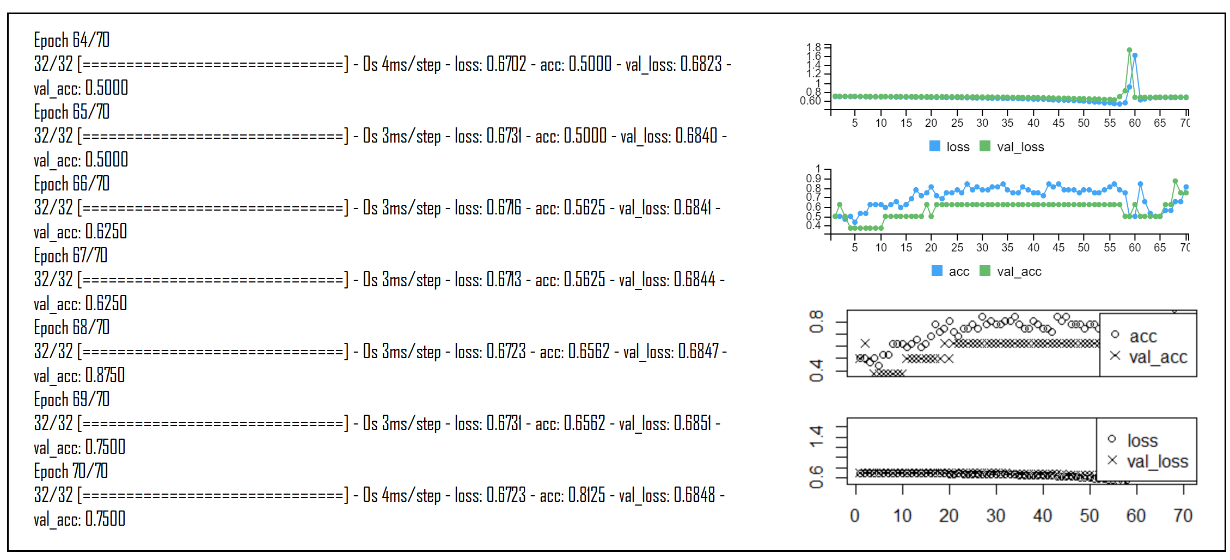 Epoch 64/70
32/32 [==============================] - 0s 4ms/step - loss: 0.6702 - acc: 0.5000 - val_loss: 0.6823 -
val_acc: 0.5000
Epoch 65/70
32/32 [==============================] - 0s 3ms/step - loss: 0.6731 - acc: 0.5000 - val_loss: 0.6840 -
val_acc: 0.5000
Epoch 66/70
32/32 [==============================] - 0s 3ms/step - loss: 0.6716 - acc: 0.5625 - val_loss: 0.6841 -
val_acc: 0.6250
Epoch 67/70
32/32 [==============================] - 0s 3ms/step - loss: 0.6713 - acc: 0.5625 - val_loss: 0.6844 -
val_acc: 0.6250
Epoch 68/70
32/32 [==============================] - 0s 3ms/step - loss: 0.6723 - acc: 0.6562 - val_loss: 0.6847 -
val_acc: 0.8750
Epoch 69/70
32/32 [==============================] - 0s 3ms/step - loss: 0.6731 - acc: 0.6562 - val_loss: 0.6851 -
val_acc: 0.7500
Epoch 70/70
32/32 [==============================] - 0s 4ms/step - loss: 0.6723 - acc: 0.8125 - val_loss: 0.6848 -
val_acc: 0.7500
1.8
1.6
1.4
1.2
1
0.8
0.60
5 10 15 20 25 30 35 40 45 50 55 60 65 70
loss val_loss
1
0.9
0.8
0.7
0.6
0.5
0.4
5 10 15 20 25 30 35 40 45 50 55 60 65 70
acc val_acc
0.8
0.4
acc
val_acc
1.4
0.6
loss
val_loss
0 10 20 30 40 50 60 70